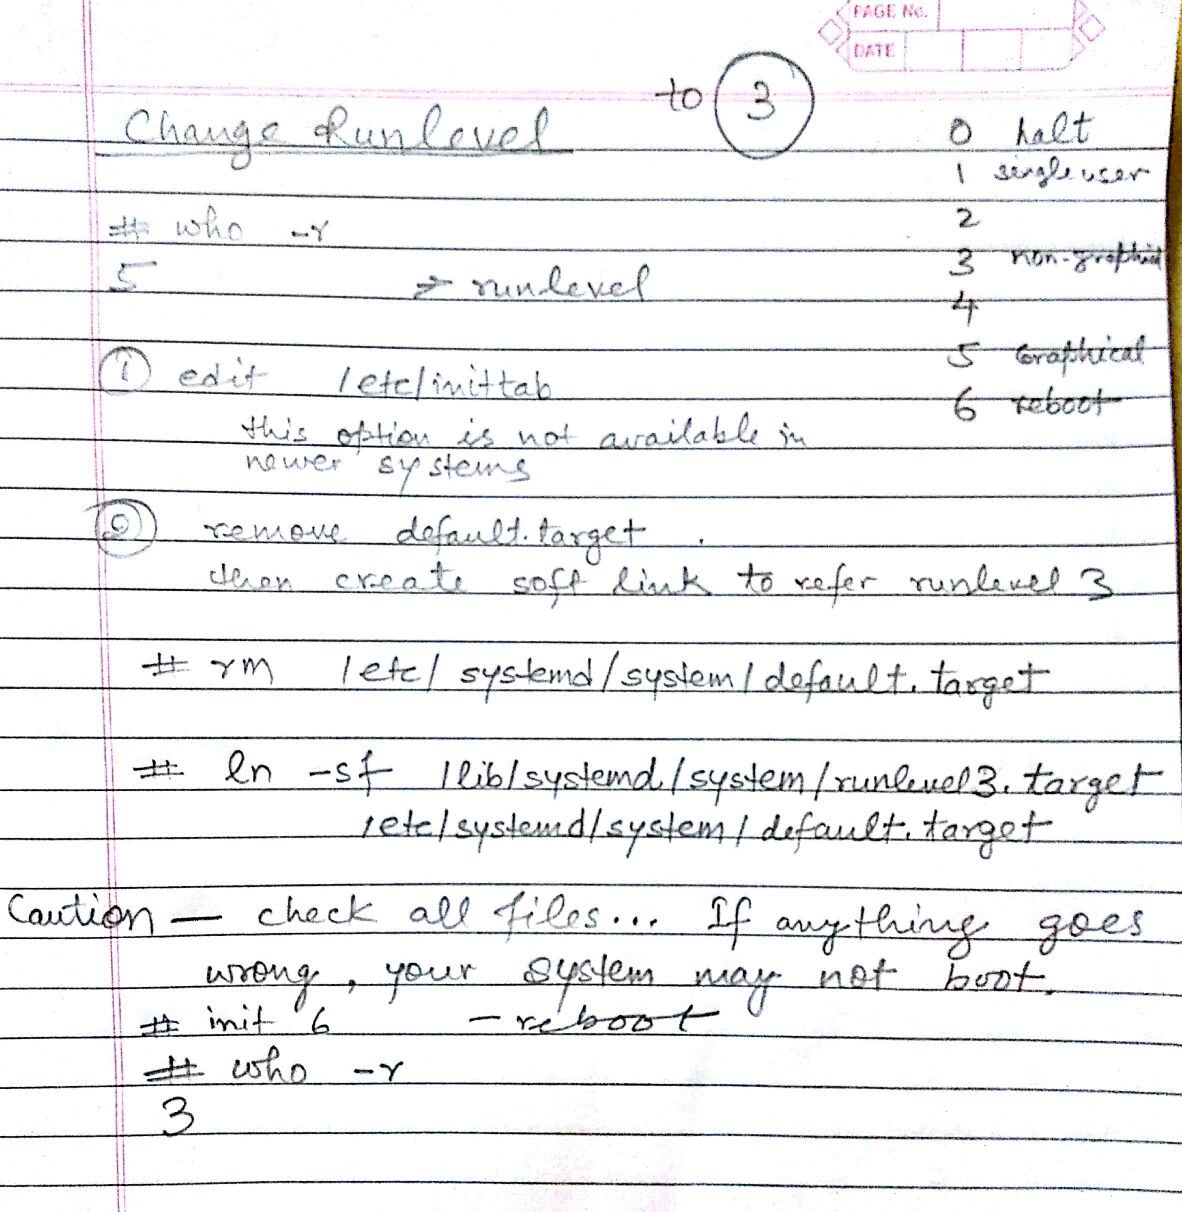 PAGE No.
DATE
Change Runlevel to 3
0 halt
1 single user
2
3 non-graphical
4
5 Graphical
6 reboot
# who -r
5 → runlevel
1 edit /etc/inittab
this option is not available in
newer systems
2 remove default.target.
then create soft link to refer runlevel 3
# rm /etc/systemd/system/default.target
# ln -sf /lib/systemd/system/runlevel3.target
/etc/systemd/system/default.target
Caution — check all files... If anything goes
wrong, your system may not boot.
# init 6 - reboot
# who -r
3